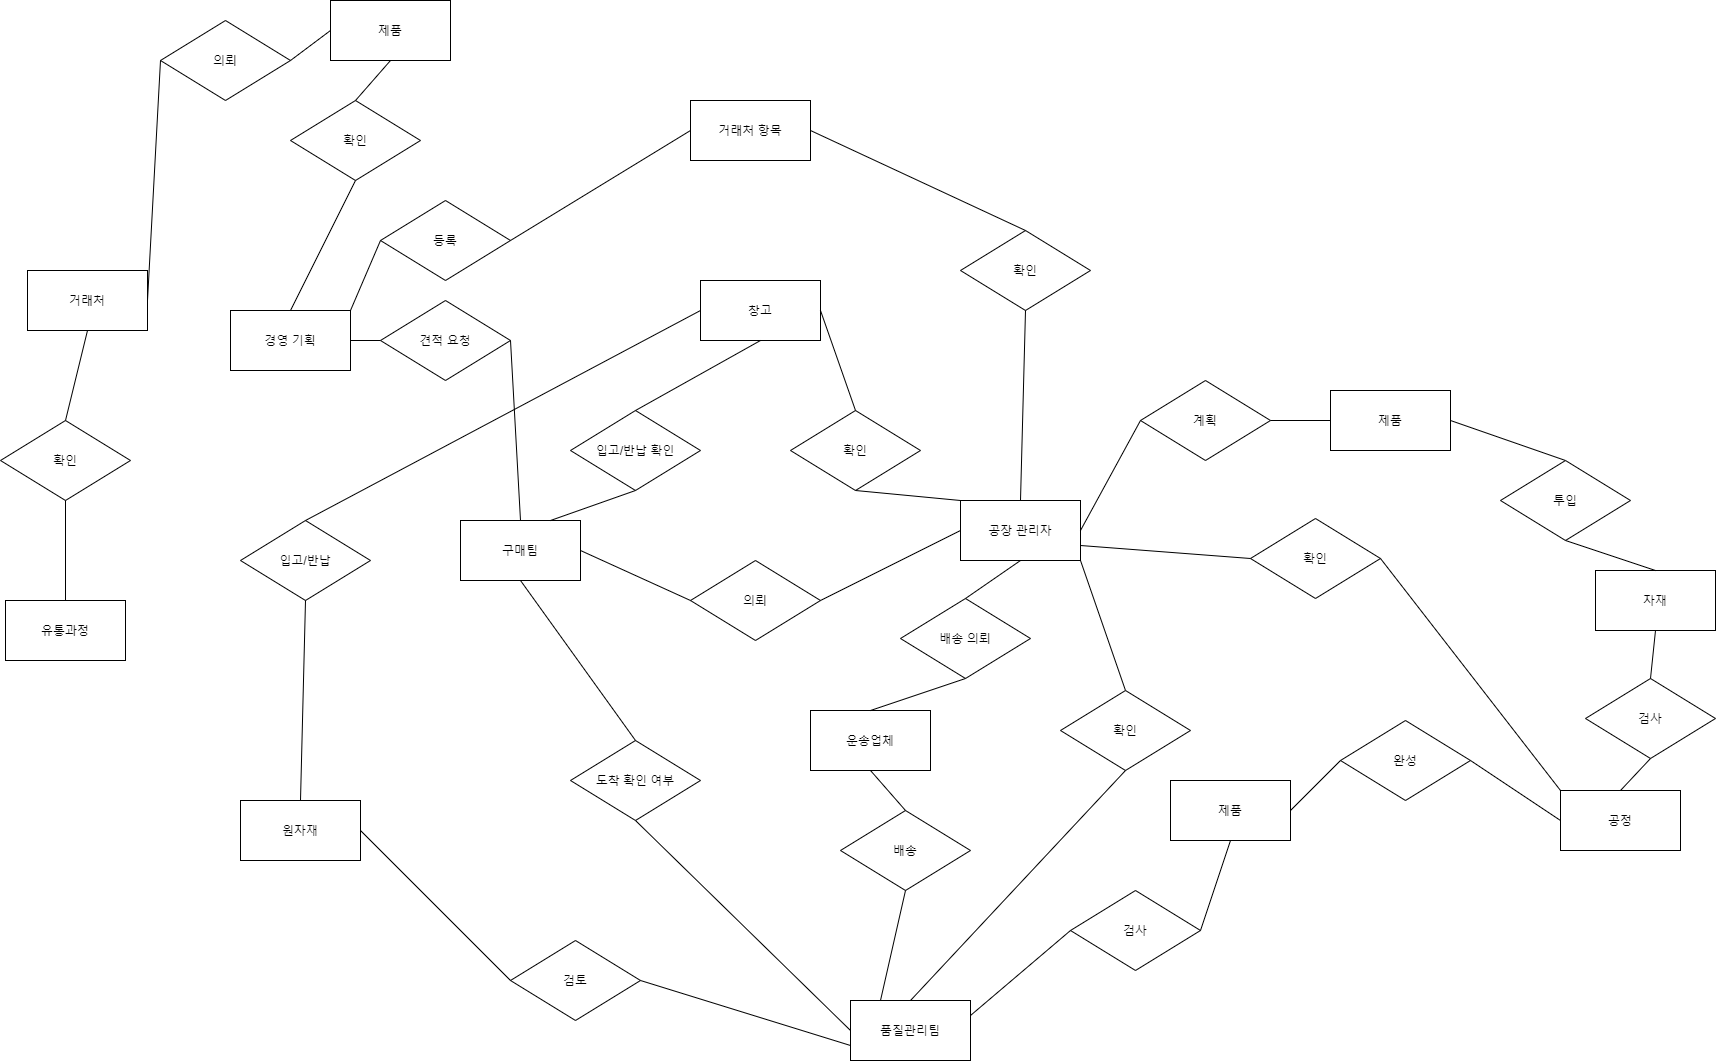 제품
의뢰
확인
거래처 항목
등록
확인
거래처
창고
경영 기획
견적 요청
계획
제품
확인
입고/반납 확인
확인
투입
공장 관리자
구매팀
입고/반납
확인
의뢰
자재
유통과정
배송 의뢰
검사
확인
운송업체
완성
도착 확인 여부
제품
공정
원자재
배송
검사
검토
품질관리팀